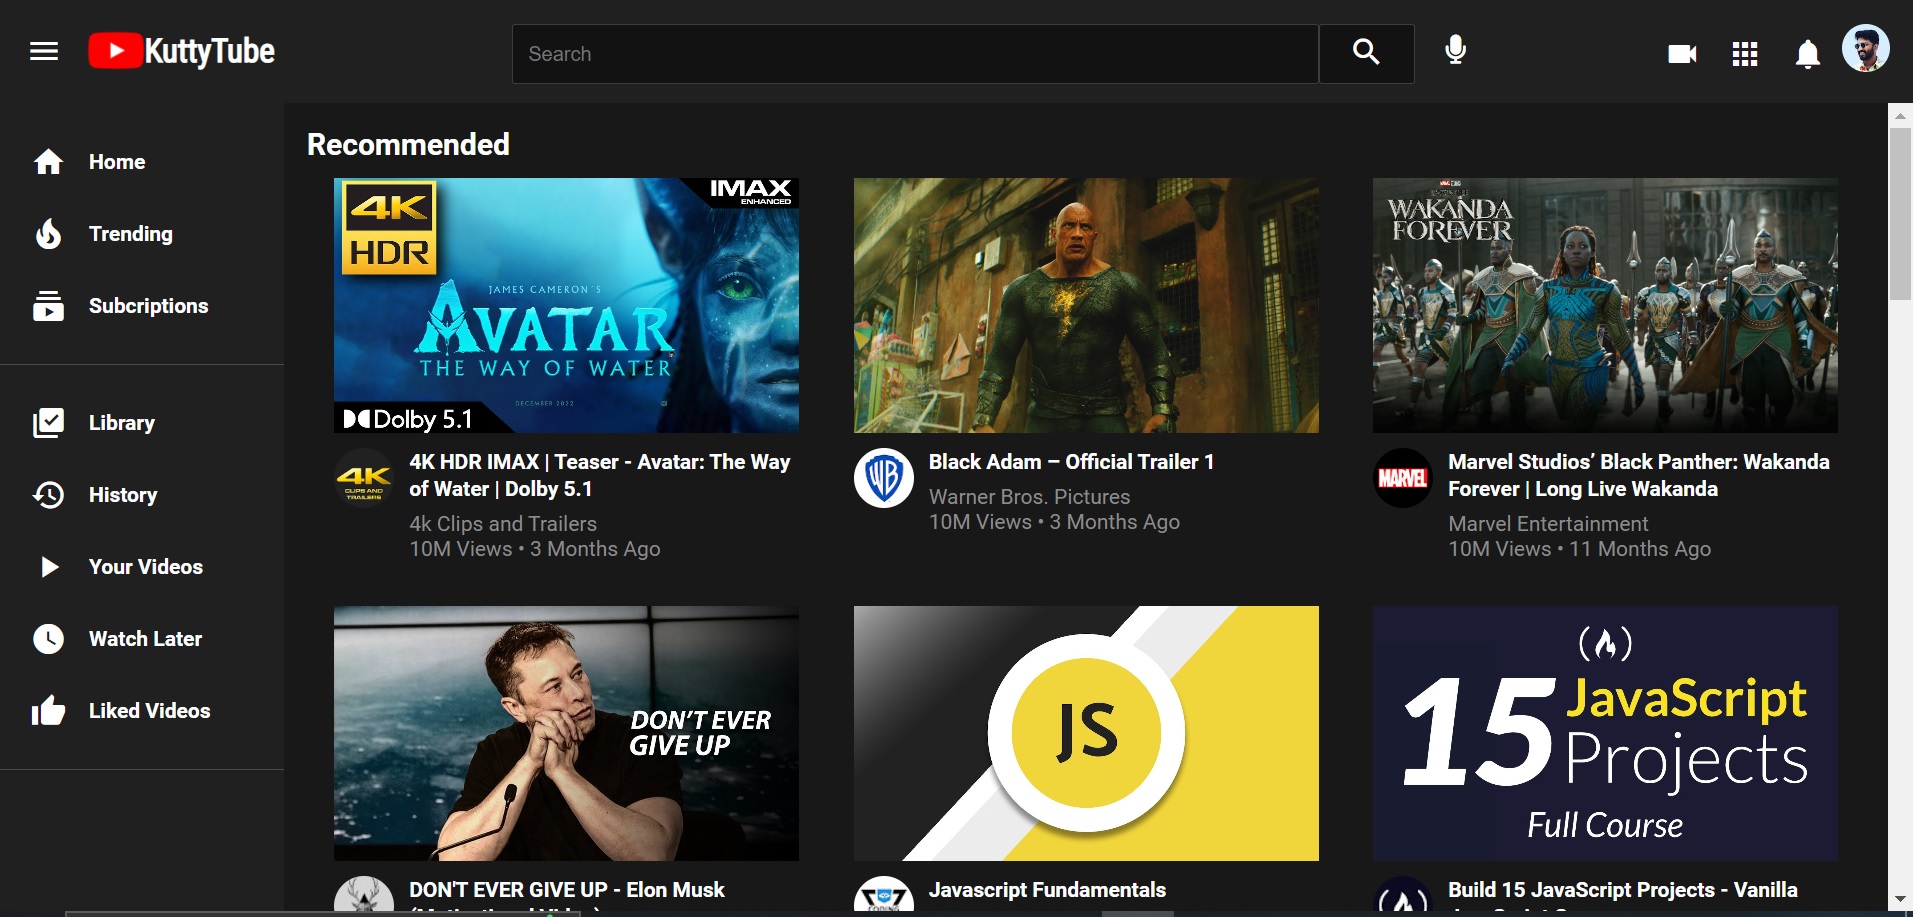 KuttyTube
Search
Home
Trending
Subcriptions
Library
History
Your Videos
Watch Later
Liked Videos
Recommended
4K
HDR
IMAX
ENHANCED
JAMES CAMERON'S
AVATAR
THE WAY OF WATER
DECEMBER 2022
Dolby 5.1
4K
CLIPS AND
TRAILERS
4K HDR IMAX | Teaser - Avatar: The Way
of Water | Dolby 5.1
4k Clips and Trailers
10M Views • 3 Months Ago
WB
Black Adam – Official Trailer 1
Warner Bros. Pictures
10M Views • 3 Months Ago
WAKANDA
FOREVER
MARVEL
Marvel Studios’ Black Panther: Wakanda
Forever | Long Live Wakanda
Marvel Entertainment
10M Views • 11 Months Ago
DON'T EVER
GIVE UP
DON'T EVER GIVE UP - Elon Musk
JS
Javascript Fundamentals
15 JavaScript
Projects
Full Course
Build 15 JavaScript Projects - Vanilla